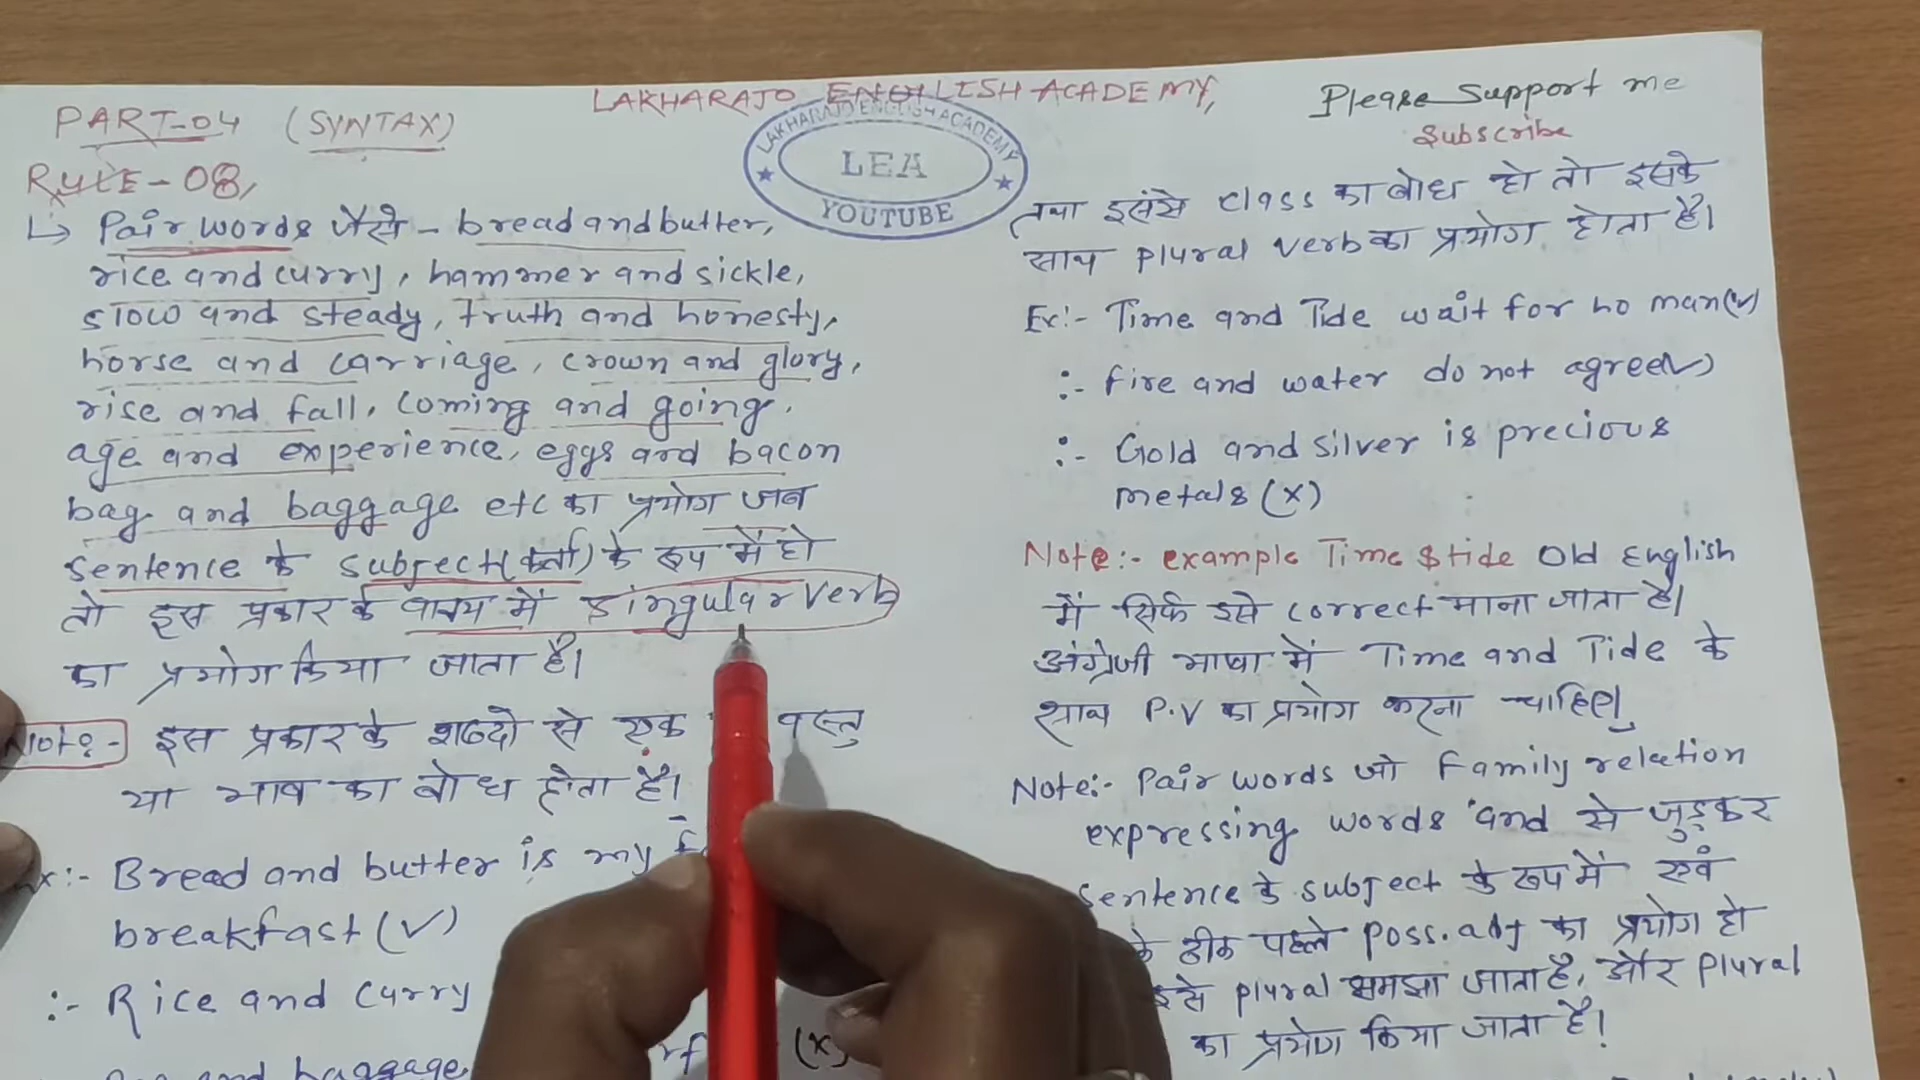 PART-04 (SYNTAX)
LAKHARAJO ENGLISH ACADEMY,
Please Support me
Subscribe
LAKHARAJO ENGLISH ACADEMY
LEA
YOUTUBE
RULE-08,
↳ Pair words जैसे - bread and butter,
rice and curry, hammer and sickle,
slow and steady, truth and honesty,
horse and carriage, crown and glory,
rise and fall, coming and going,
age and experience, eggs and bacon
bag and baggage etc का प्रयोग जब
sentence के subject (कर्ता) के रूप में हो
तो इस प्रकार के वाक्य में singular verb
का प्रयोग किया जाता है।
Note:- इस प्रकार के शब्दो से एक वस्तु
या भाव का बोध होता है।
Ex:- Bread and butter is my
breakfast (✓)
:- Rice and curry
(x)
and baggage
तथा इससे class का बोध हो तो इसके
साथ plural verb का प्रयोग होता है।
Ex:- Time and Tide wait for no man (✓)
:- fire and water do not agree (✓)
:- Gold and silver is precious
metals (x)
Note:- example Time & tide Old English
में सिर्फ इसे correct माना जाता है।
अंग्रेजी भाषा में Time and Tide के
साथ P.V का प्रयोग करना चाहिए,
Note:- Pair words जो Family relation
expressing words and से जुड़कर
sentence के subject के रूप में एवं
के ठीक पहले poss. adj का प्रयोग हो
इसे plural समझा जाता है, और plural
का प्रयोग किया जाता है।